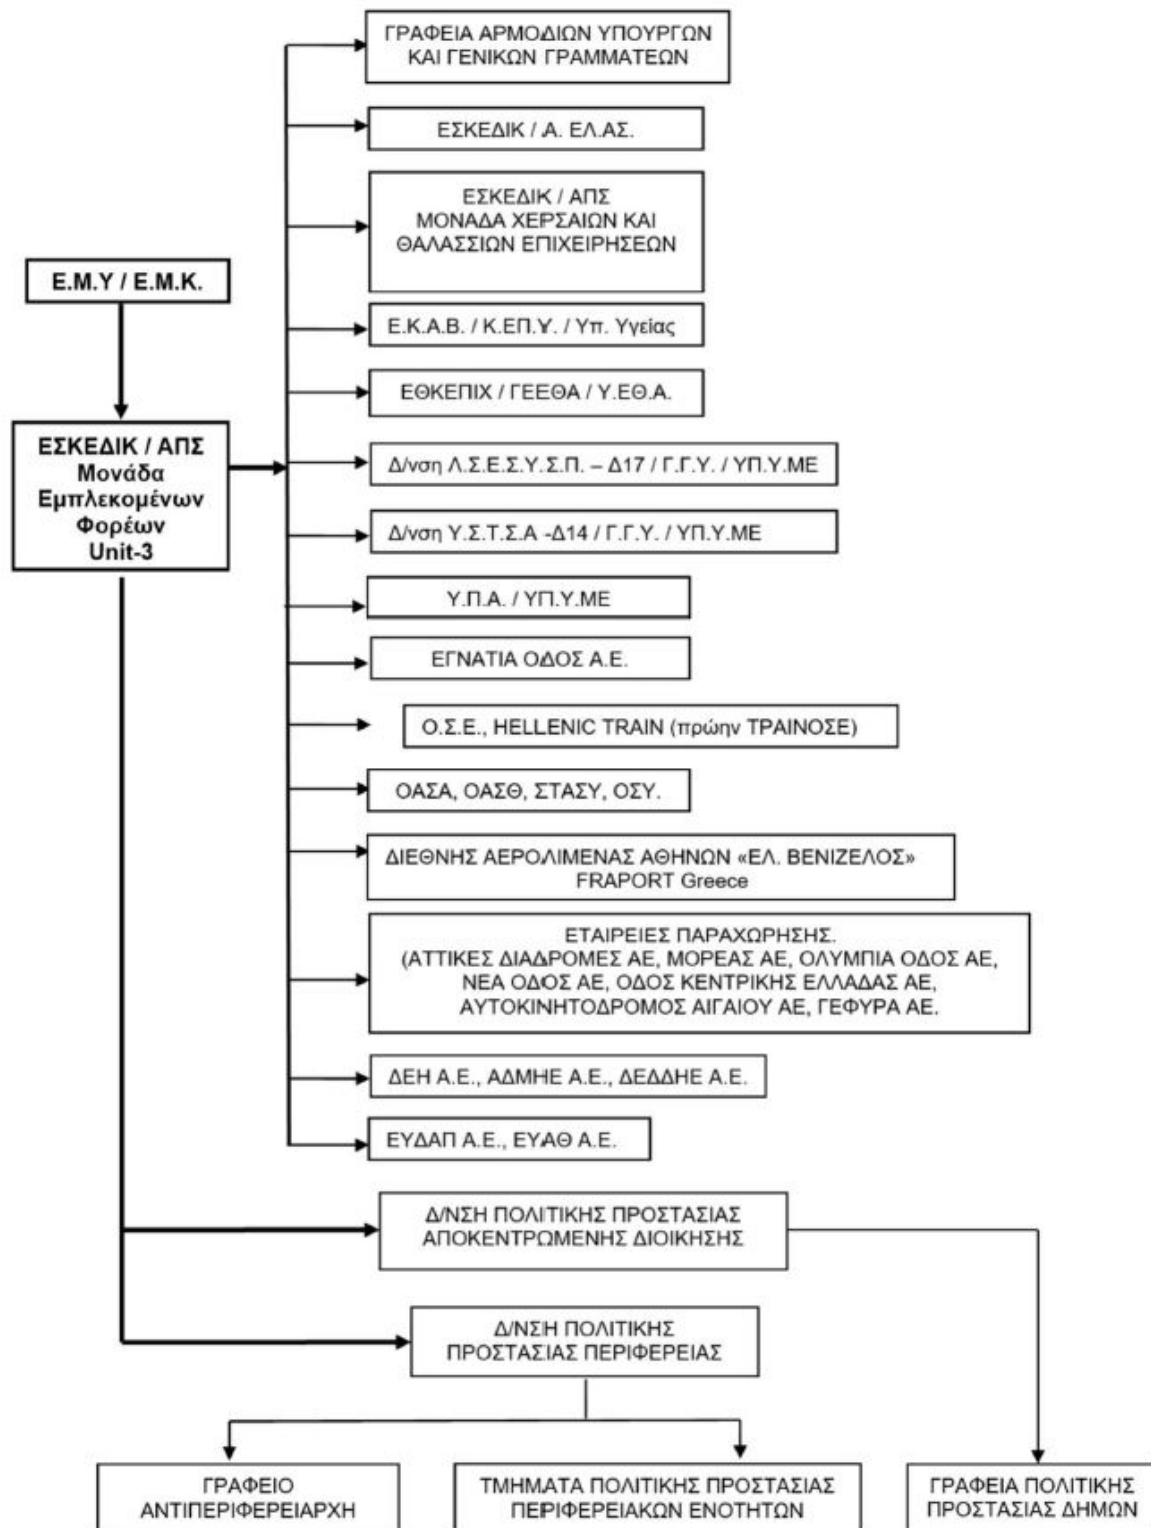 ΓΡΑΦΕΙΑ ΑΡΜΟΔΙΩΝ ΥΠΟΥΡΓΩΝ
ΚΑΙ ΓΕΝΙΚΩΝ ΓΡΑΜΜΑΤΕΩΝ
ΕΣΚΕΔΙΚ / Α. ΕΛ.ΑΣ.
ΕΣΚΕΔΙΚ / ΑΠΣ
ΜΟΝΑΔΑ ΧΕΡΣΑΙΩΝ ΚΑΙ
ΘΑΛΑΣΣΙΩΝ ΕΠΙΧΕΙΡΗΣΕΩΝ
Ε.Μ.Υ / Ε.Μ.Κ.
Ε.Κ.Α.Β. / Κ.ΕΠ.Υ. / Υπ. Υγείας
ΕΘΚΕΠΙΧ / ΓΕΕΘΑ / Υ.ΕΘ.Α.
ΕΣΚΕΔΙΚ / ΑΠΣ
Μονάδα
Εμπλεκομένων
Φορέων
Unit-3
Δ/νση Λ.Σ.Ε.Σ.Υ.Σ.Π. – Δ17 / Γ.Γ.Υ. / ΥΠ.Υ.ΜΕ
Δ/νση Υ.Σ.Τ.Σ.Α -Δ14 / Γ.Γ.Υ. / ΥΠ.Υ.ΜΕ
Υ.Π.Α. / ΥΠ.Υ.ΜΕ
ΕΓΝΑΤΙΑ ΟΔΟΣ Α.Ε.
Ο.Σ.Ε., HELLENIC TRAIN (πρώην ΤΡΑΙΝΟΣΕ)
ΟΑΣΑ, ΟΑΣΘ, ΣΤΑΣΥ, ΟΣΥ.
ΔΙΕΘΝΗΣ ΑΕΡΟΛΙΜΕΝΑΣ ΑΘΗΝΩΝ «ΕΛ. ΒΕΝΙΖΕΛΟΣ»
FRAPORT Greece
ΕΤΑΙΡΕΙΕΣ ΠΑΡΑΧΩΡΗΣΗΣ.
(ΑΤΤΙΚΕΣ ΔΙΑΔΡΟΜΕΣ ΑΕ, ΜΟΡΕΑΣ ΑΕ, ΟΛΥΜΠΙΑ ΟΔΟΣ ΑΕ,
ΝΕΑ ΟΔΟΣ ΑΕ, ΟΔΟΣ ΚΕΝΤΡΙΚΗΣ ΕΛΛΑΔΑΣ ΑΕ,
ΑΥΤΟΚΙΝΗΤΟΔΡΟΜΟΣ ΑΙΓΑΙΟΥ ΑΕ, ΓΕΦΥΡΑ ΑΕ.
ΔΕΗ Α.Ε., ΑΔΜΗΕ Α.Ε., ΔΕΔΔΗΕ Α.Ε.
ΕΥΔΑΠ Α.Ε., ΕΥΑΘ Α.Ε.
Δ/ΝΣΗ ΠΟΛΙΤΙΚΗΣ ΠΡΟΣΤΑΣΙΑΣ
ΑΠΟΚΕΝΤΡΩΜΕΝΗΣ ΔΙΟΙΚΗΣΗΣ
Δ/ΝΣΗ ΠΟΛΙΤΙΚΗΣ
ΠΡΟΣΤΑΣΙΑΣ ΠΕΡΙΦΕΡΕΙΑΣ
ΓΡΑΦΕΙΟ
ΑΝΤΙΠΕΡΙΦΕΡΕΙΑΡΧΗ
ΤΜΗΜΑΤΑ ΠΟΛΙΤΙΚΗΣ ΠΡΟΣΤΑΣΙΑΣ
ΠΕΡΙΦΕΡΕΙΑΚΩΝ ΕΝΟΤΗΤΩΝ
ΓΡΑΦΕΙΑ ΠΟΛΙΤΙΚΗΣ
ΠΡΟΣΤΑΣΙΑΣ ΔΗΜΩΝ